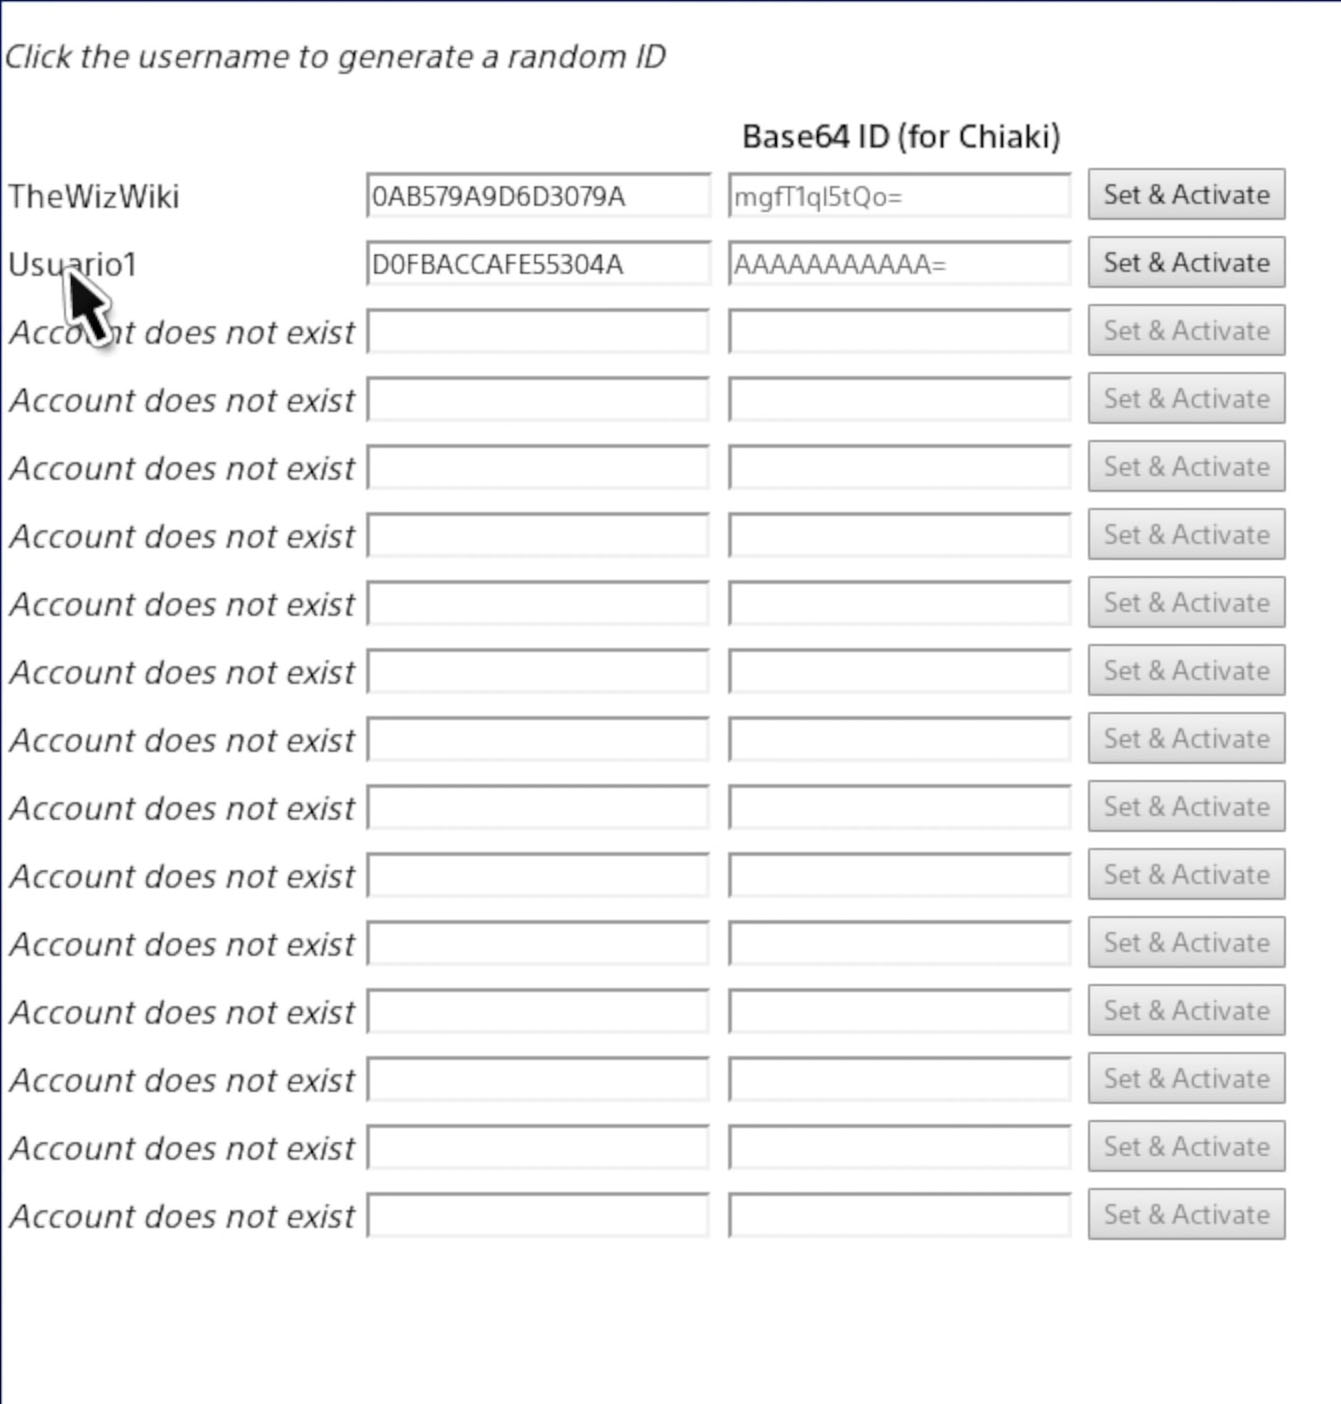 Click the username to generate a random ID
Base64 ID (for Chiaki)
TheWizWiki 0AB579A9D6D3079A mgfT1ql5tQo= Set & Activate
Usuario1 D0FBACCAFE55304A AAAAAAAAAAA= Set & Activate
Account does not exist Set & Activate
Account does not exist Set & Activate
Account does not exist Set & Activate
Account does not exist Set & Activate
Account does not exist Set & Activate
Account does not exist Set & Activate
Account does not exist Set & Activate
Account does not exist Set & Activate
Account does not exist Set & Activate
Account does not exist Set & Activate
Account does not exist Set & Activate
Account does not exist Set & Activate
Account does not exist Set & Activate
Account does not exist Set & Activate